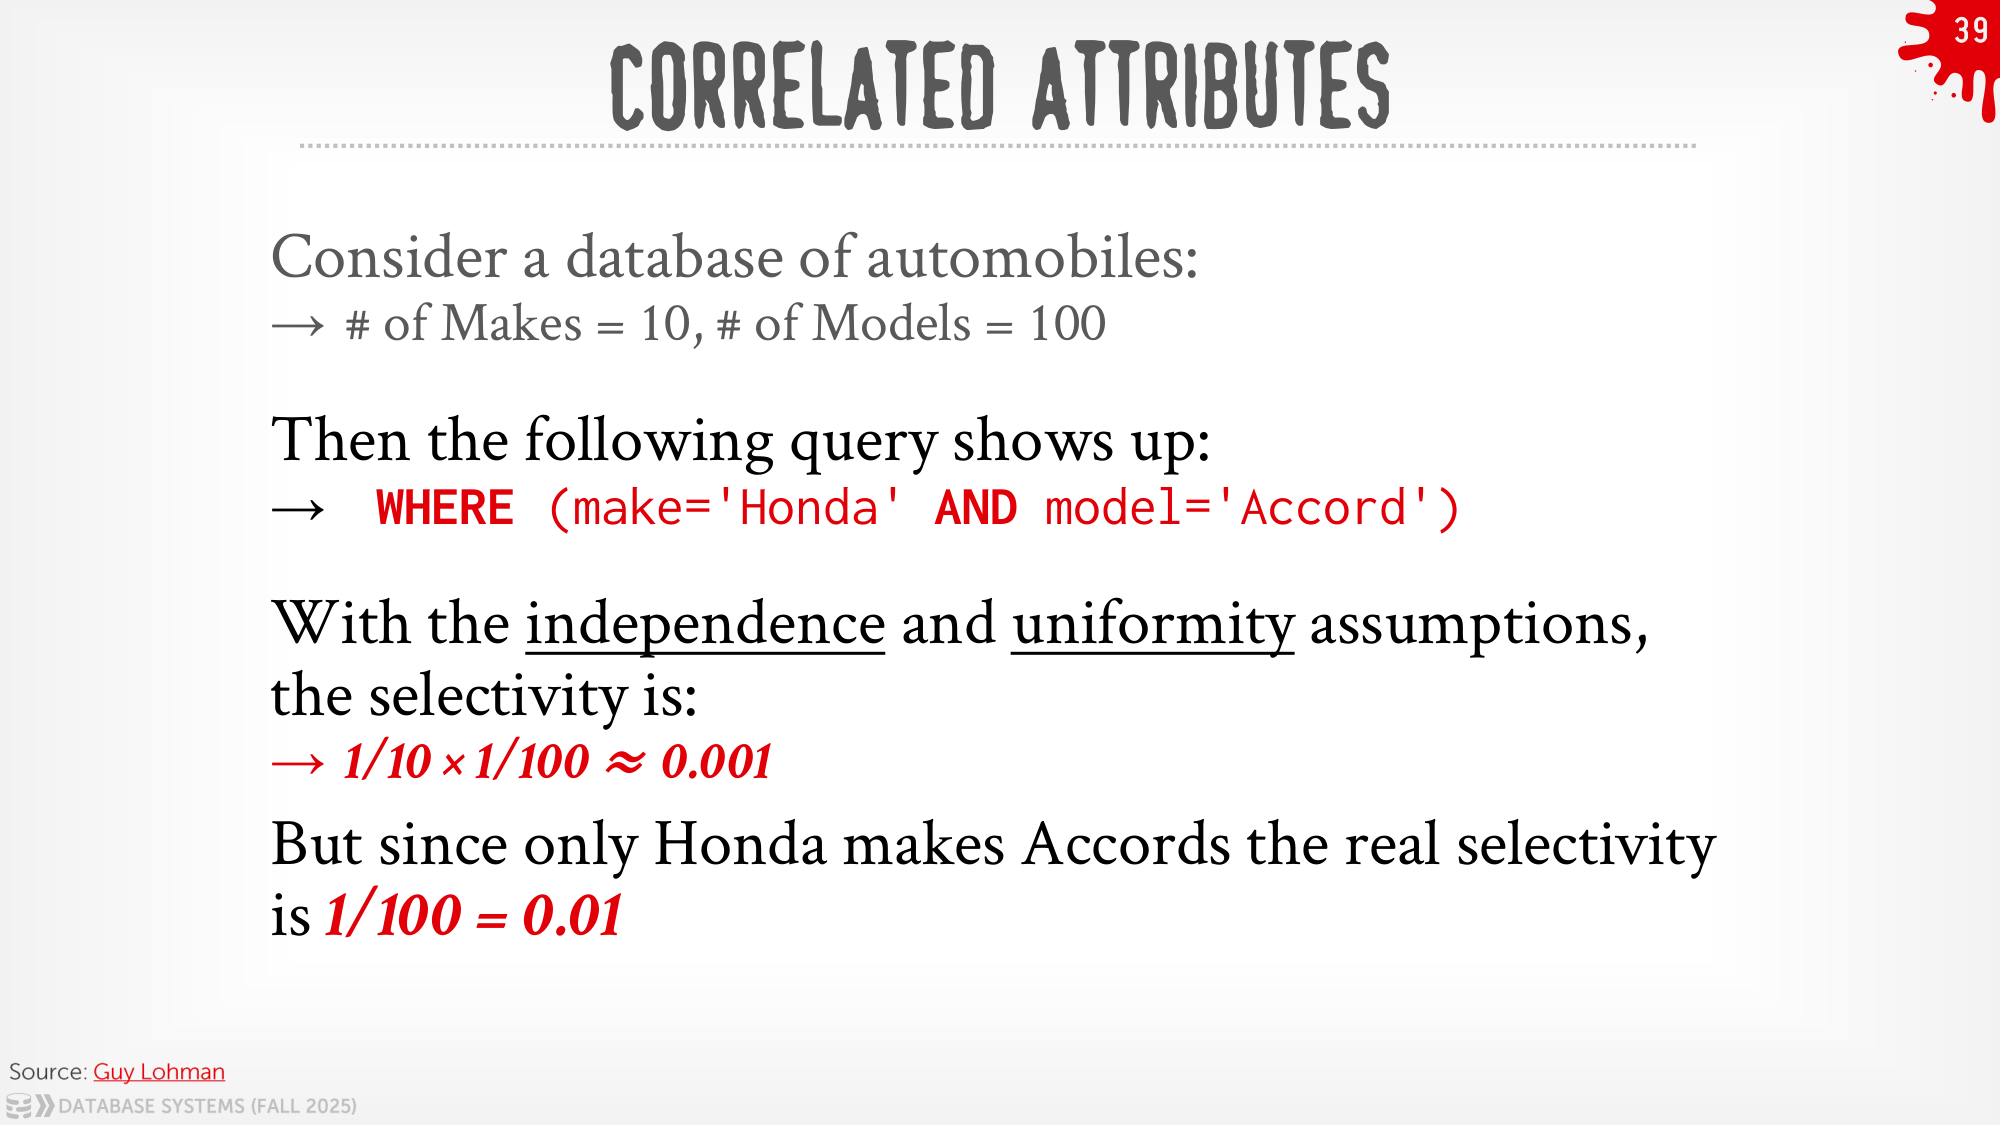 39
CORRELATED ATTRIBUTES
Consider a database of automobiles:
→ # of Makes = 10, # of Models = 100
Then the following query shows up:
→ WHERE (make='Honda' AND model='Accord')
With the independence and uniformity assumptions,
the selectivity is:
→ 1/10 × 1/100 ≈ 0.001
But since only Honda makes Accords the real selectivity
is 1/100 = 0.01
Source: Guy Lohman
DATABASE SYSTEMS (FALL 2025)